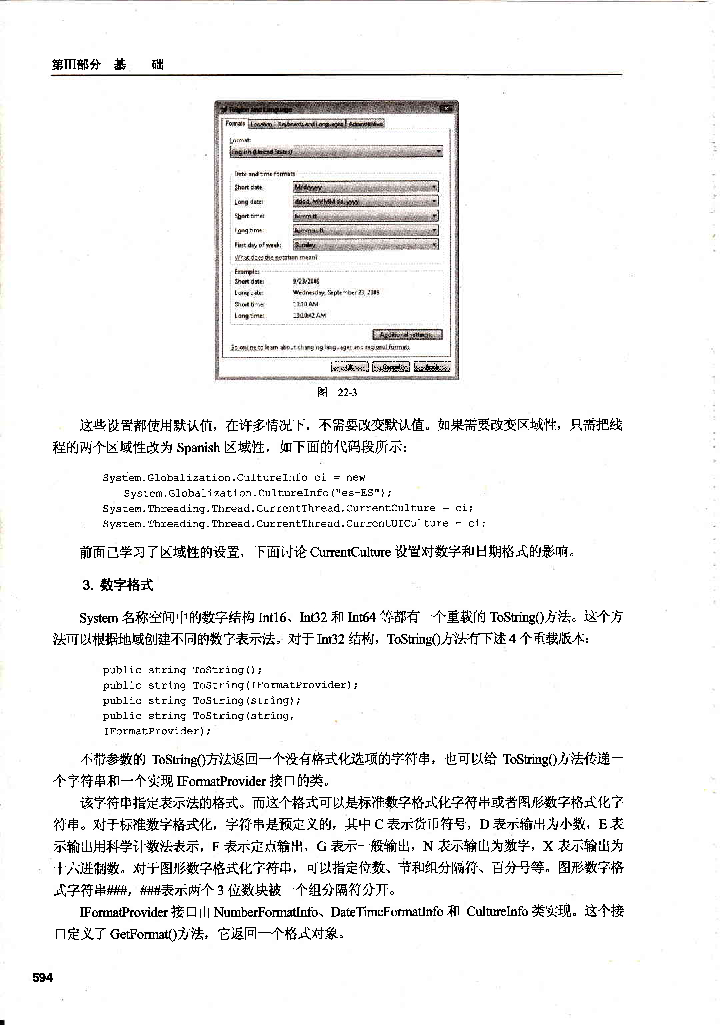 第III部分 基 础
Region and Language
Formats Location Keyboards and Languages Administrative
Format:
English (United States)
Date and time formats
Short date:
Long date:
Short time:
Long time:
First day of week: Sunday
What does the notation mean?
Examples
Short date:
Long date: Wednesday, September 23,
Short time:
Long time:
Additional settings...
Go online to learn about changing languages and regional formats
图 22-3
这些设置都使用默认值，在许多情况下，不需要改变默认值。如果需要改变区域性，只需把线
程的两个区域性改为 Spanish 区域性，如下面的代码段所示：
System.Globalization.CultureInfo ci = new
System.Globalization.CultureInfo("es-ES");
System.Threading.Thread.CurrentThread.CurrentCulture = ci;
System.Threading.Thread.CurrentThread.CurrentUICulture = ci;
前面已学习了区域性的设置，下面讨论 CurrentCulture 设置对数字和日期格式的影响。
3. 数字格式
System 名称空间中的数字结构 Int16、Int32 和 Int64 等都有一个重载的 ToString()方法。这个方
法可以根据地域创建不同的数字表示法。对于 Int32 结构，ToString()方法有下述 4 个重载版本：
public string ToString();
public string ToString(IFormatProvider);
public string ToString(string);
public string ToString(string,
IFormatProvider);
不带参数的 ToString()方法返回一个没有格式化选项的字符串，也可以给 ToString()方法传递一
个字符串和一个实现 IFormatProvider 接口的类。
该字符串指定表示法的格式。而这个格式可以是标准数字格式化字符串或者图形数字格式化字
符串。对于标准数字格式化，字符串是预定义的，其中 C 表示货币符号，D 表示输出为小数，E 表
示输出用科学计数法表示，F 表示定点输出，G 表示一般输出，N 表示输出为数字，X 表示输出为
十六进制数。对于图形数字格式化字符串，可以指定位数、节和组分隔符、百分号等。图形数字格
式字符串###，###表示两个 3 位数块被一个组分隔符分开。
IFormatProvider 接口由 NumberFormatInfo、DateTimeFormatInfo 和 CultureInfo 类实现。这个接
口定义了 GetFormat()方法，它返回一个格式对象。
594